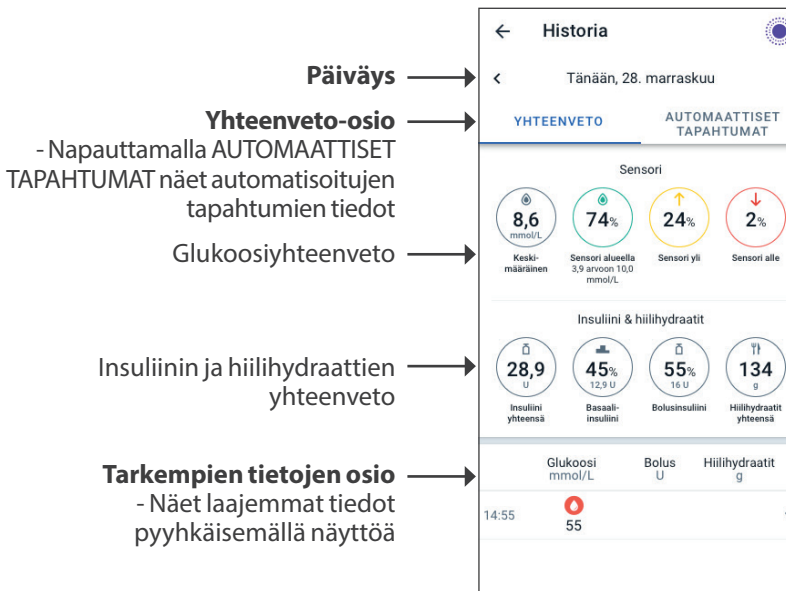 Päiväys
Yhteenveto-osio
- Napauttamalla AUTOMAATTISET
TAPAHTUMAT näet automatisoitujen
tapahtumien tiedot
Glukoosiyhteenveto
Insuliinin ja hiilihydraattien
yhteenveto
Tarkempien tietojen osio
- Näet laajemmat tiedot
pyyhkäisemällä näyttöä
Historia
Tänään, 28. marraskuu
YHTEENVETO
AUTOMAATTISET
TAPAHTUMAT
Sensori
8,6
mmol/L
Keski-
määräinen
74%
Sensori alueella
3,9 arvoon 10,0
mmol/L
24%
Sensori yli
2%
Sensori alle
Insuliini & hiilihydraatit
28,9
U
Insuliini
yhteensä
45%
12,9 U
Basaali-
insuliini
55%
16 U
Bolusinsuliini
134
g
Hiilihydraatit
yhteensä
Glukoosi
mmol/L
Bolus
U
Hiilihydraatit
g
14:55
55